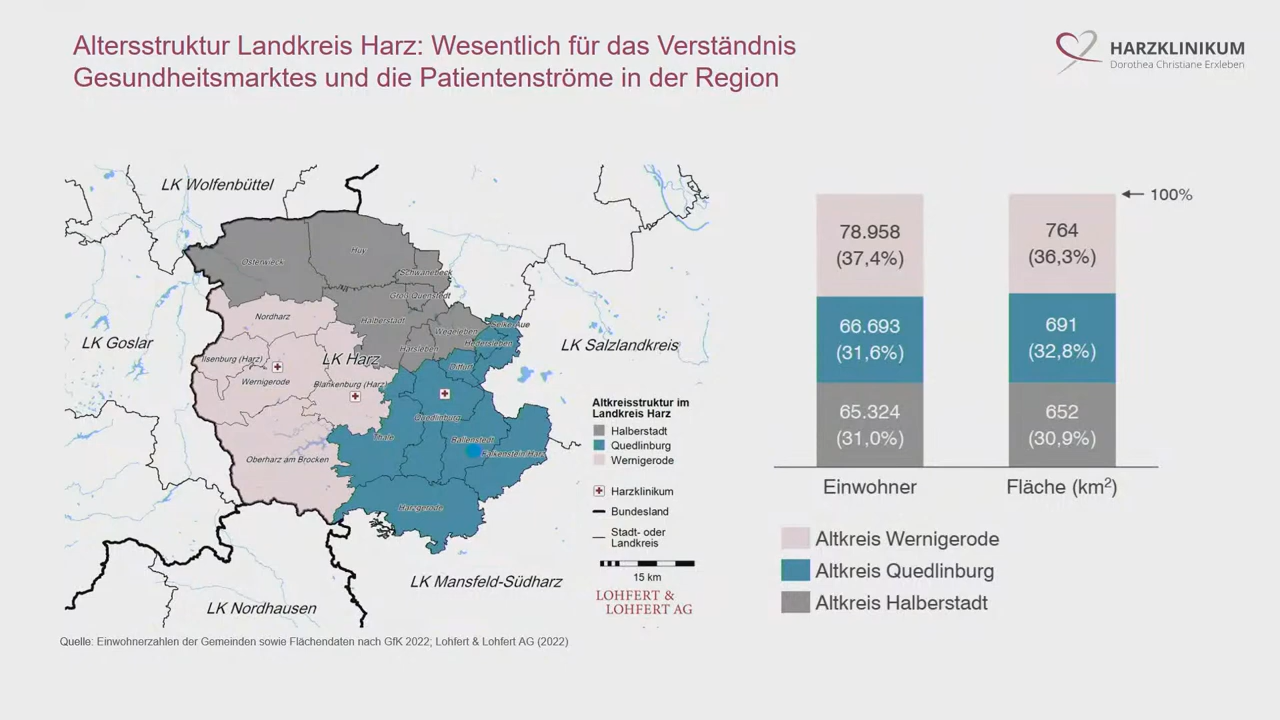 Altersstruktur Landkreis Harz: Wesentlich für das Verständnis
Gesundheitsmarktes und die Patientenströme in der Region
HARZKLINIKUM
Dorothea Christiane Erxleben
LK Wolfenbüttel
LK Goslar
LK Harz
LK Salzlandkreis
LK Mansfeld-Südharz
LK Nordhausen
Osterwieck
Huy
Schwanebeck
Groß Quenstedt
Halberstadt
Wegeleben
Harsleben
Selke-Aue
Hedersleben
Ditfurt
Nordharz
Ilsenburg (Harz)
Wernigerode
Blankenburg (Harz)
Oberharz am Brocken
Thale
Quedlinburg
Ballenstedt
Falkenstein/Harz
Harzgerode
Altkreisstruktur im
Landkreis Harz
Halberstadt
Quedlinburg
Wernigerode
Harzklinikum
Bundesland
Stadt- oder
Landkreis
15 km
LOHFERT &
LOHFERT AG
Quelle: Einwohnerzahlen der Gemeinden sowie Flächendaten nach GfK 2022; Lohfert & Lohfert AG (2022)
100%
78.958
(37,4%)
66.693
(31,6%)
65.324
(31,0%)
764
(36,3%)
691
(32,8%)
652
(30,9%)
Einwohner
Fläche (km²)
Altkreis Wernigerode
Altkreis Quedlinburg
Altkreis Halberstadt